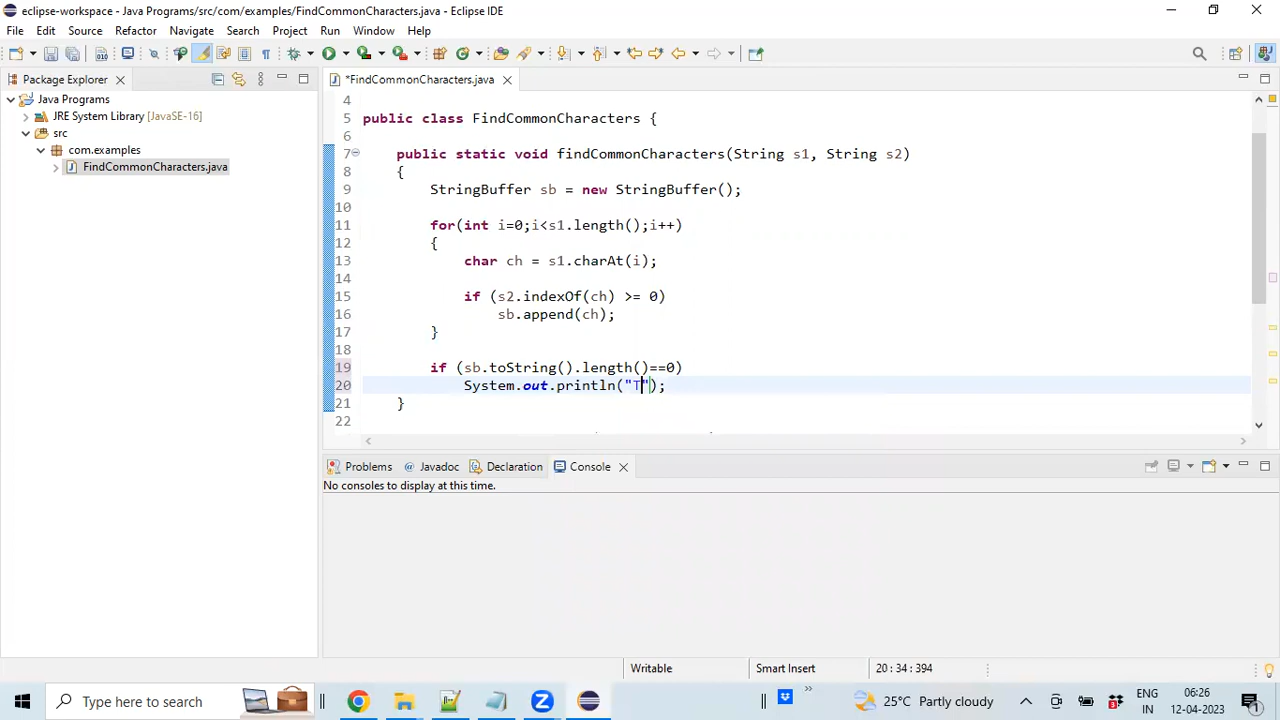 eclipse-workspace - Java Programs/src/com/examples/FindCommonCharacters.java - Eclipse IDE
File Edit Source Refactor Navigate Search Project Run Window Help
Package Explorer
*FindCommonCharacters.java
Java Programs
JRE System Library [JavaSE-16]
src
com.examples
FindCommonCharacters.java
4
5 public class FindCommonCharacters {
6
7 public static void findCommonCharacters(String s1, String s2)
8 {
9 StringBuffer sb = new StringBuffer();
10
11 for(int i=0;i<s1.length();i++)
12 {
13 char ch = s1.charAt(i);
14
15 if (s2.indexOf(ch) >= 0)
16 sb.append(ch);
17 }
18
19 if (sb.toString().length()==0)
20 System.out.println("T");
21 }
22
Problems @ Javadoc Declaration Console
No consoles to display at this time.
Writable Smart Insert 20 : 34 : 394
Type here to search
25°C Partly cloudy
ENG
IN
06:26
12-04-2023
1